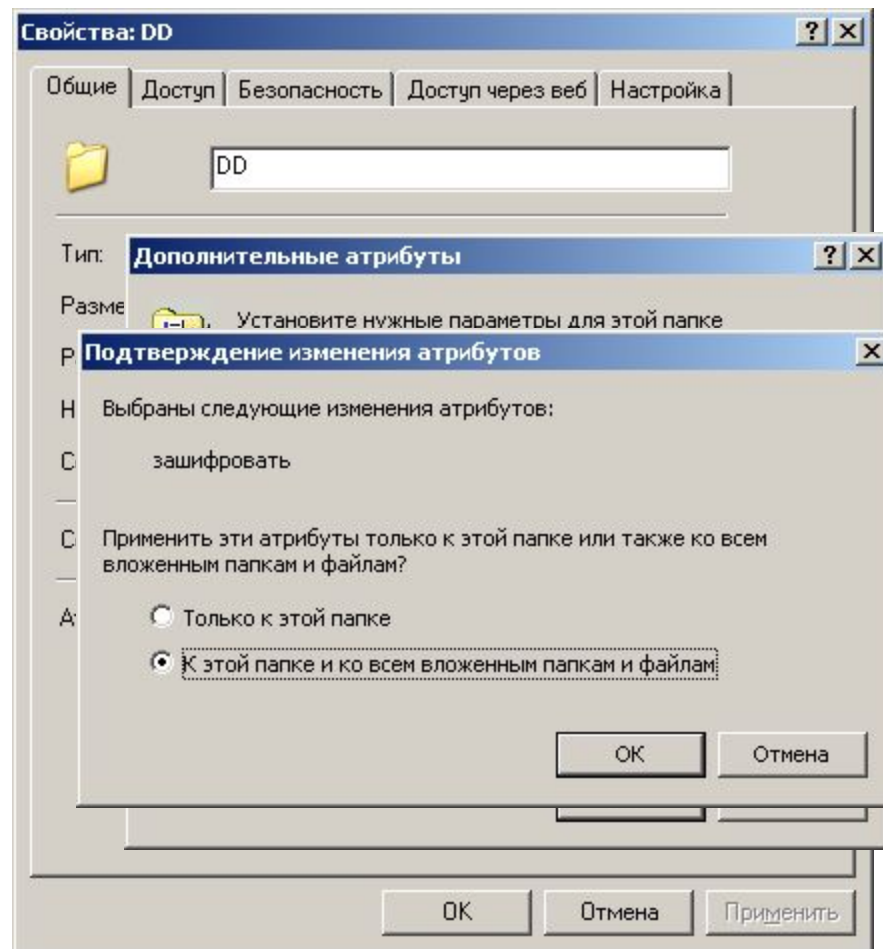 Свойства: DD
Общие Доступ Безопасность Доступ через веб Настройка
DD
Тип:
Дополнительные атрибуты
Установите нужные параметры для этой папке
Подтверждение изменения атрибутов
Выбраны следующие изменения атрибутов:
зашифровать
Применить эти атрибуты только к этой папке или также ко всем
вложенным папкам и файлам?
Только к этой папке
К этой папке и ко всем вложенным папкам и файлам
ОК Отмена
ОК Отмена Применить